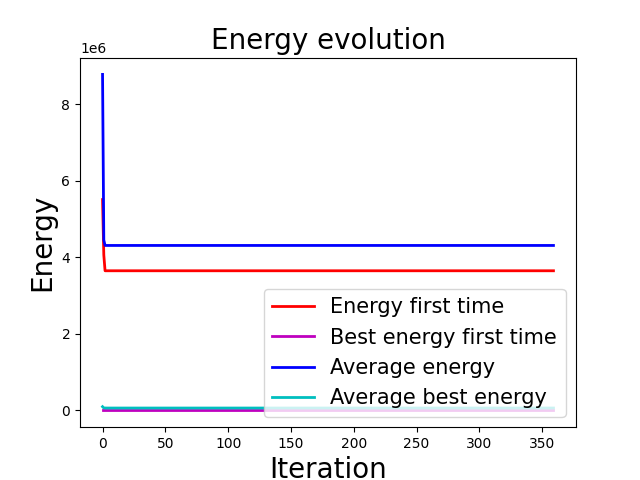 Energy evolution
1e6
8
6
4
2
0
Energy
0 50 100 150 200 250 300 350
Iteration
Energy first time
Best energy first time
Average energy
Average best energy